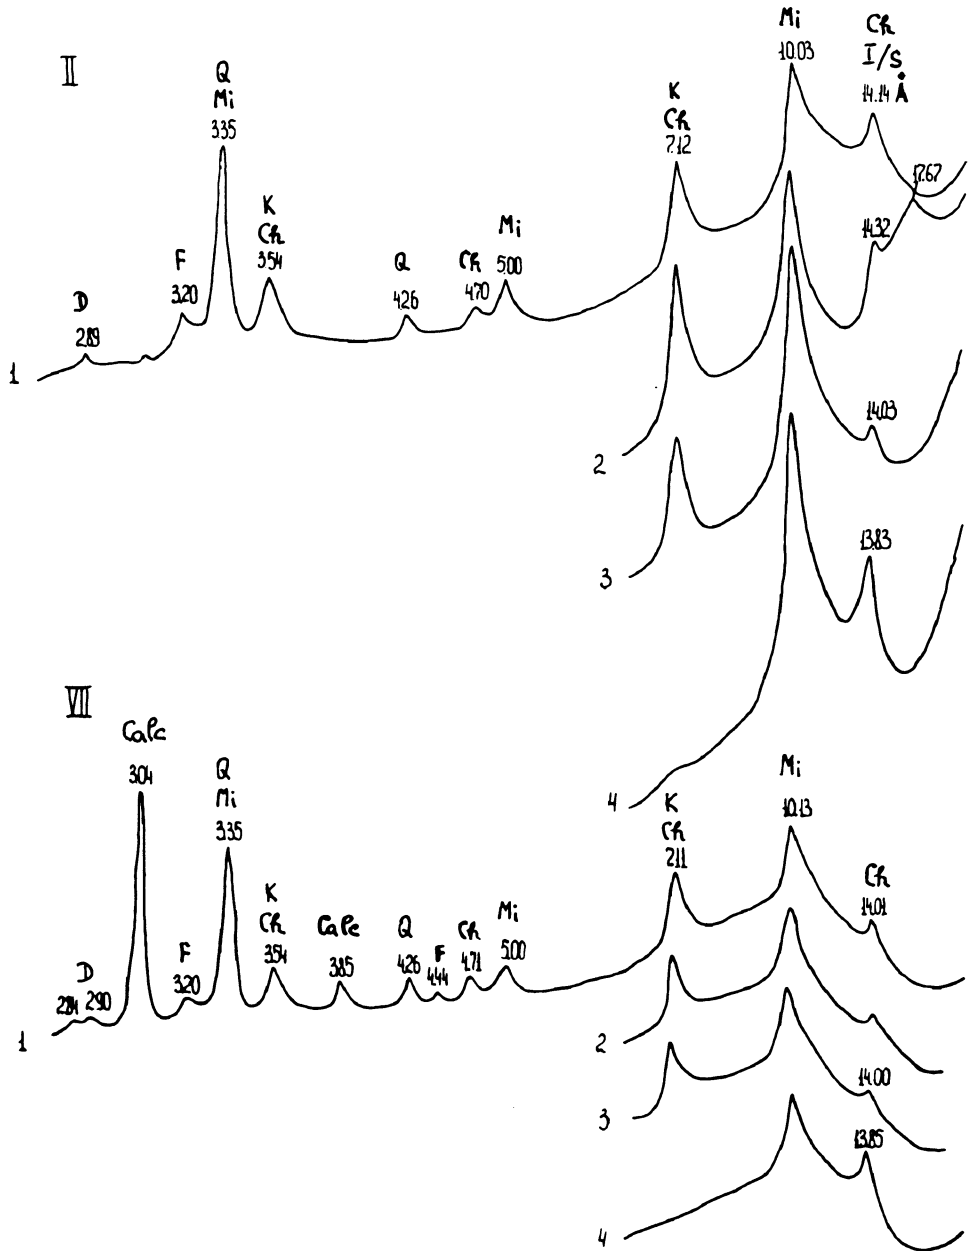 II
Mi
10.03
Ch
I/S
14.14 Å
Q
Mi
3.35
K
Ch
7.12
17.67
K
Ch
3.54
Mi
5.00
14.32
F
3.20
Q
4.26
Ch
4.70
D
2.89
1
14.03
2
13.83
3
VII
Calc
3.04
Q
Mi
3.35
Mi
10.13
4
K
Ch
7.11
Ch
14.01
K
Ch
3.54
Calc
3.85
Q
4.26
F
4.44
Ch
4.71
Mi
5.00
D
2.84 2.90
F
3.20
1
2
14.00
3
13.85
4